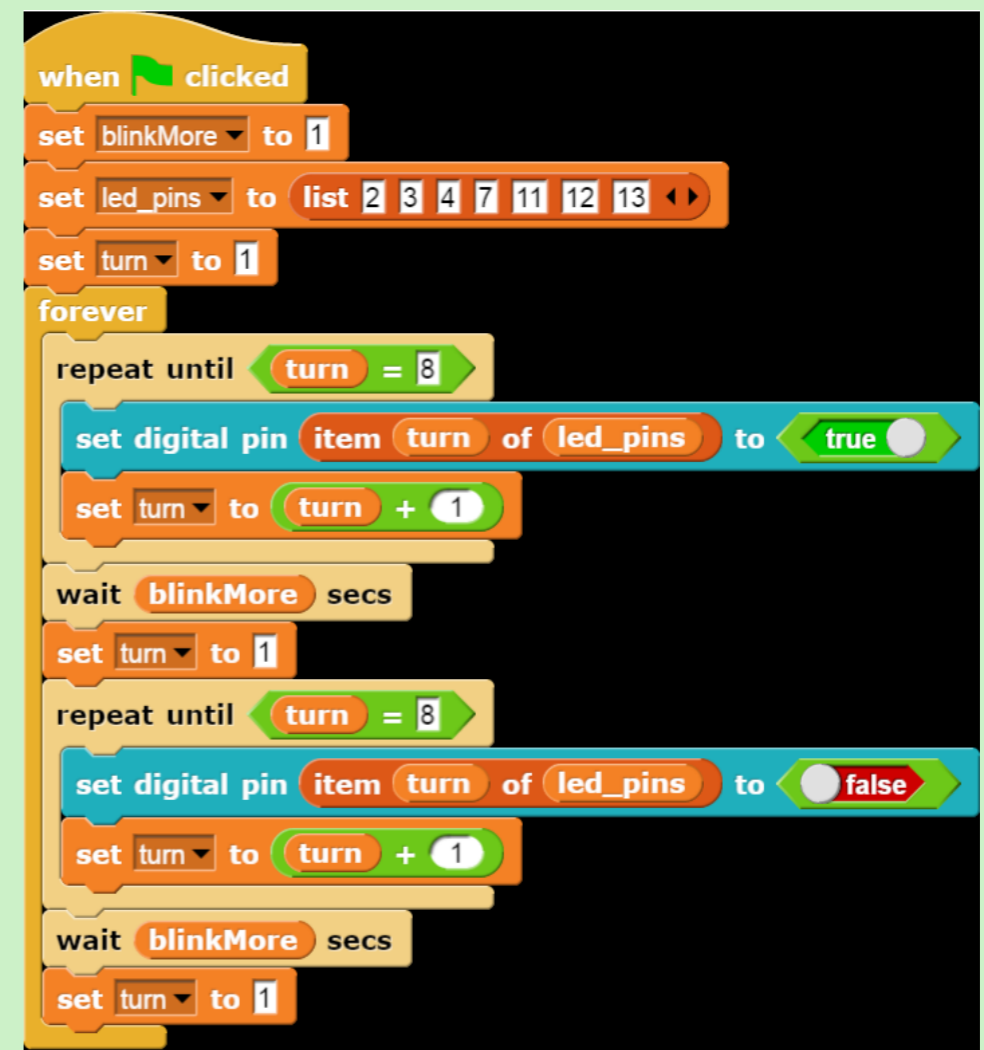 when clicked
set blinkMore to 1
set led_pins to list 2 3 4 7 11 12 13
set turn to 1
forever
repeat until turn = 8
set digital pin item turn of led_pins to true
set turn to turn + 1
wait blinkMore secs
set turn to 1
repeat until turn = 8
set digital pin item turn of led_pins to false
set turn to turn + 1
wait blinkMore secs
set turn to 1